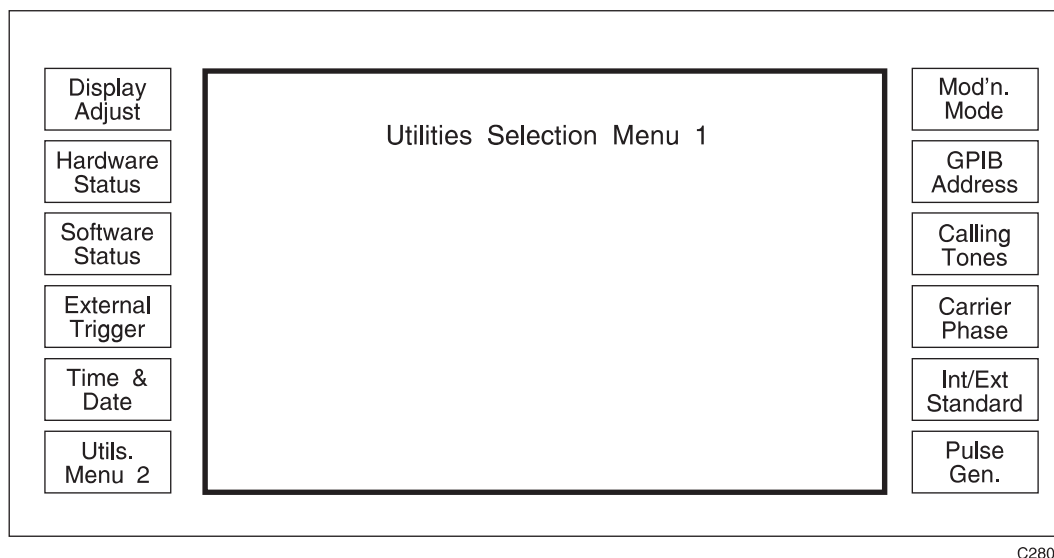 Display
Adjust
Hardware
Status
Software
Status
External
Trigger
Time & 
Date
Utils.
Menu 2
Utilities Selection Menu 1
Mod'n.
Mode
GPIB
Address
Calling
Tones
Carrier
Phase
Int/Ext
Standard
Pulse
Gen.
C280